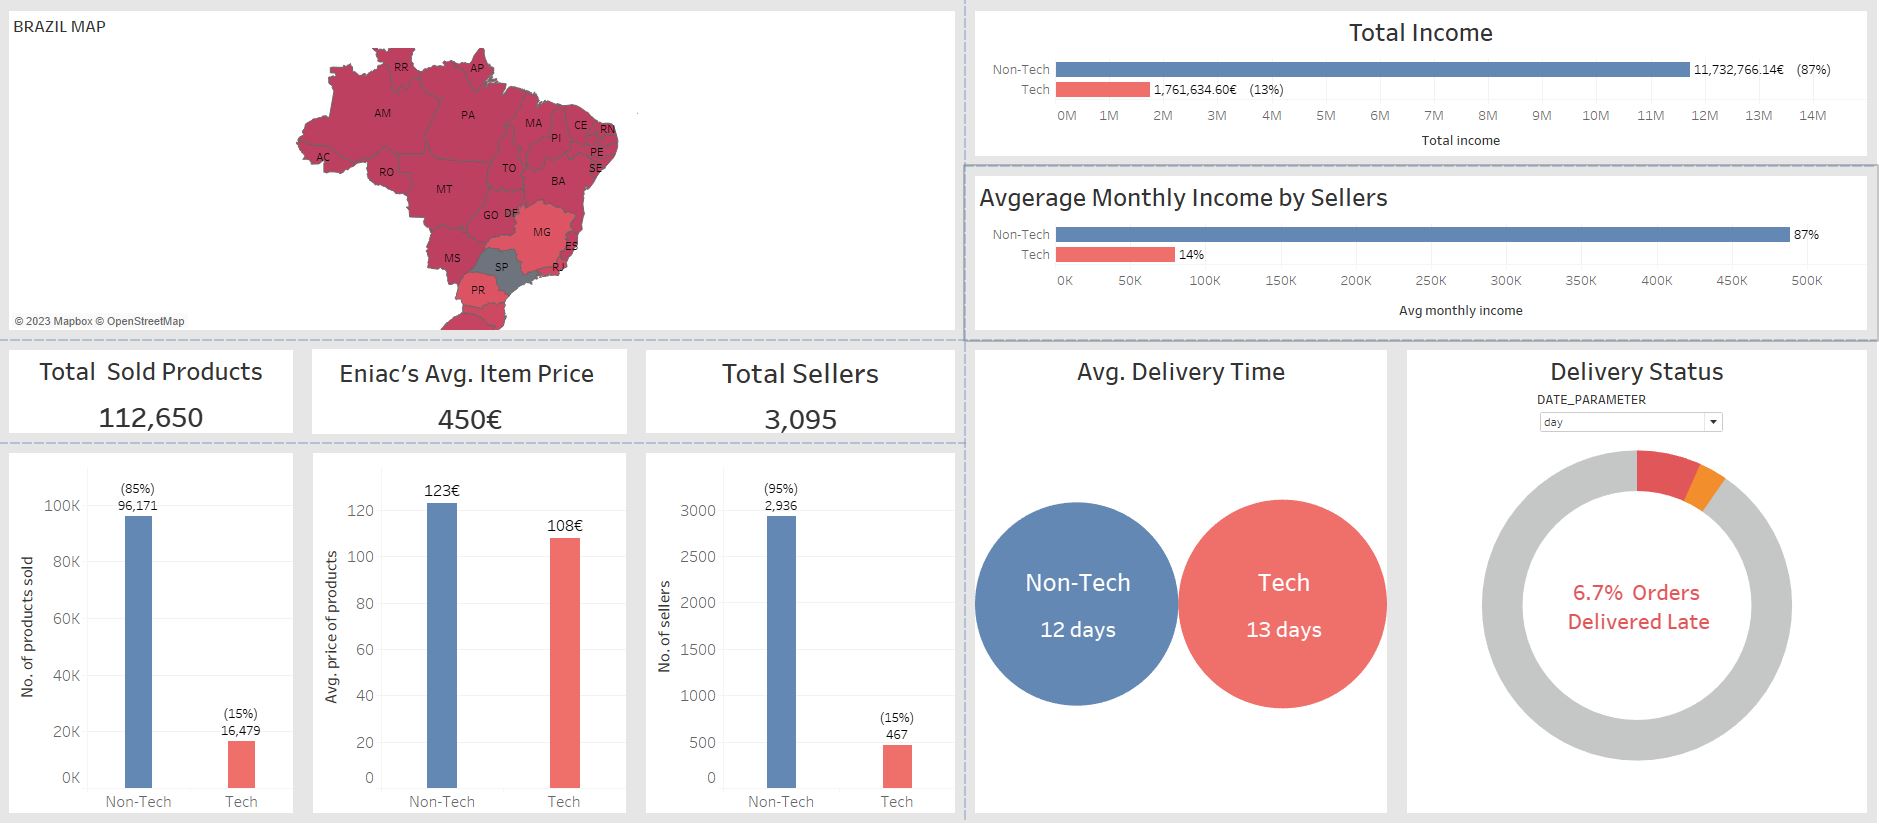 BRAZIL MAP
RR
AP
AM
PA
MA
CE
RN
PI
PE
AC
RO
TO
SE
MT
BA
GO
DF
MG
ES
MS
SP
RJ
PR
© 2023 Mapbox © OpenStreetMap
Total Income
Non-Tech
11,732,766.14€ (87%)
Tech
1,761,634.60€ (13%)
0M 1M 2M 3M 4M 5M 6M 7M 8M 9M 10M 11M 12M 13M 14M
Total income
Avgerage Monthly Income by Sellers
Non-Tech
87%
Tech
14%
0K 50K 100K 150K 200K 250K 300K 350K 400K 450K 500K
Avg monthly income
Total Sold Products
112,650
Eniac's Avg. Item Price
450€
Total Sellers
3,095
No. of products sold
100K
80K
60K
40K
20K
0K
(85%)
96,171
(15%)
16,479
Non-Tech Tech
Avg. price of products
120
100
80
60
40
20
0
123€
108€
Non-Tech Tech
No. of sellers
3000
2500
2000
1500
1000
500
0
(95%)
2,936
(15%)
467
Non-Tech Tech
Avg. Delivery Time
Non-Tech
12 days
Tech
13 days
Delivery Status
DATE_PARAMETER
day
6.7% Orders
Delivered Late